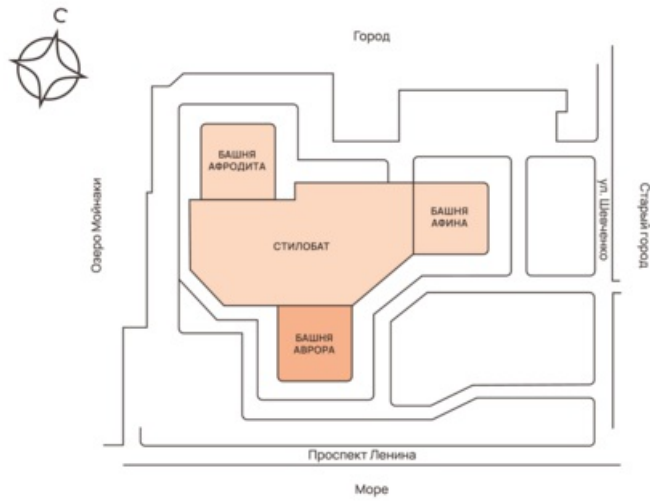 С
Город
БАШНЯ
АФРОДИТА
БАШНЯ
АФИНА
СТИЛОБАТ
БАШНЯ
АВРОРА
Озеро Мойнаки
ул. Шевченко
Старый город
Проспект Ленина
Море